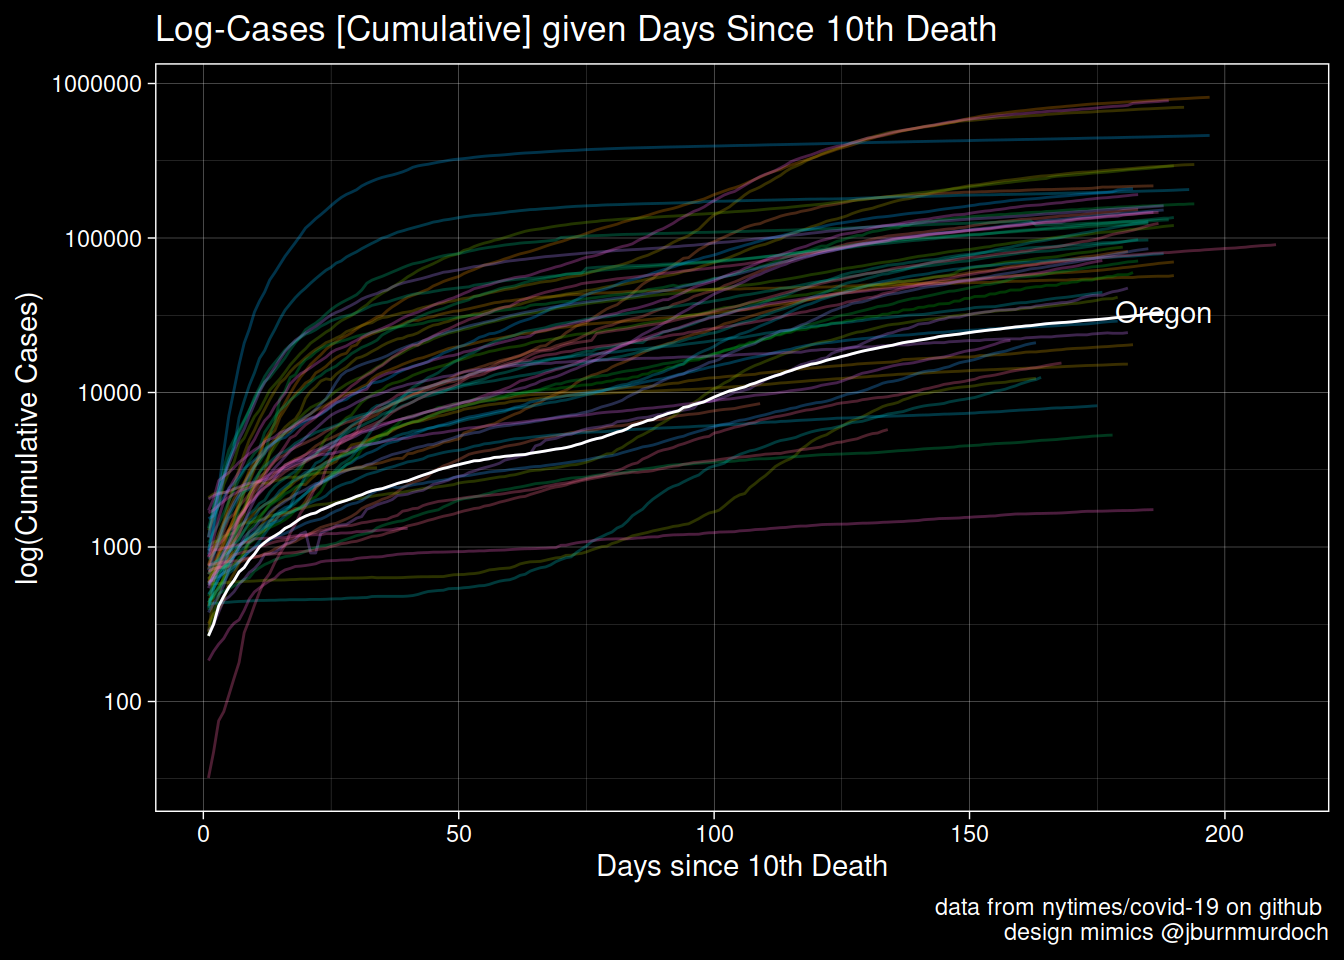 Log-Cases [Cumulative] given Days Since 10th Death
1000000
100000
10000
1000
100
log(Cumulative Cases)
Oregon
0 50 100 150 200
Days since 10th Death
data from nytimes/covid-19 on github
design mimics @jburnmurdoch